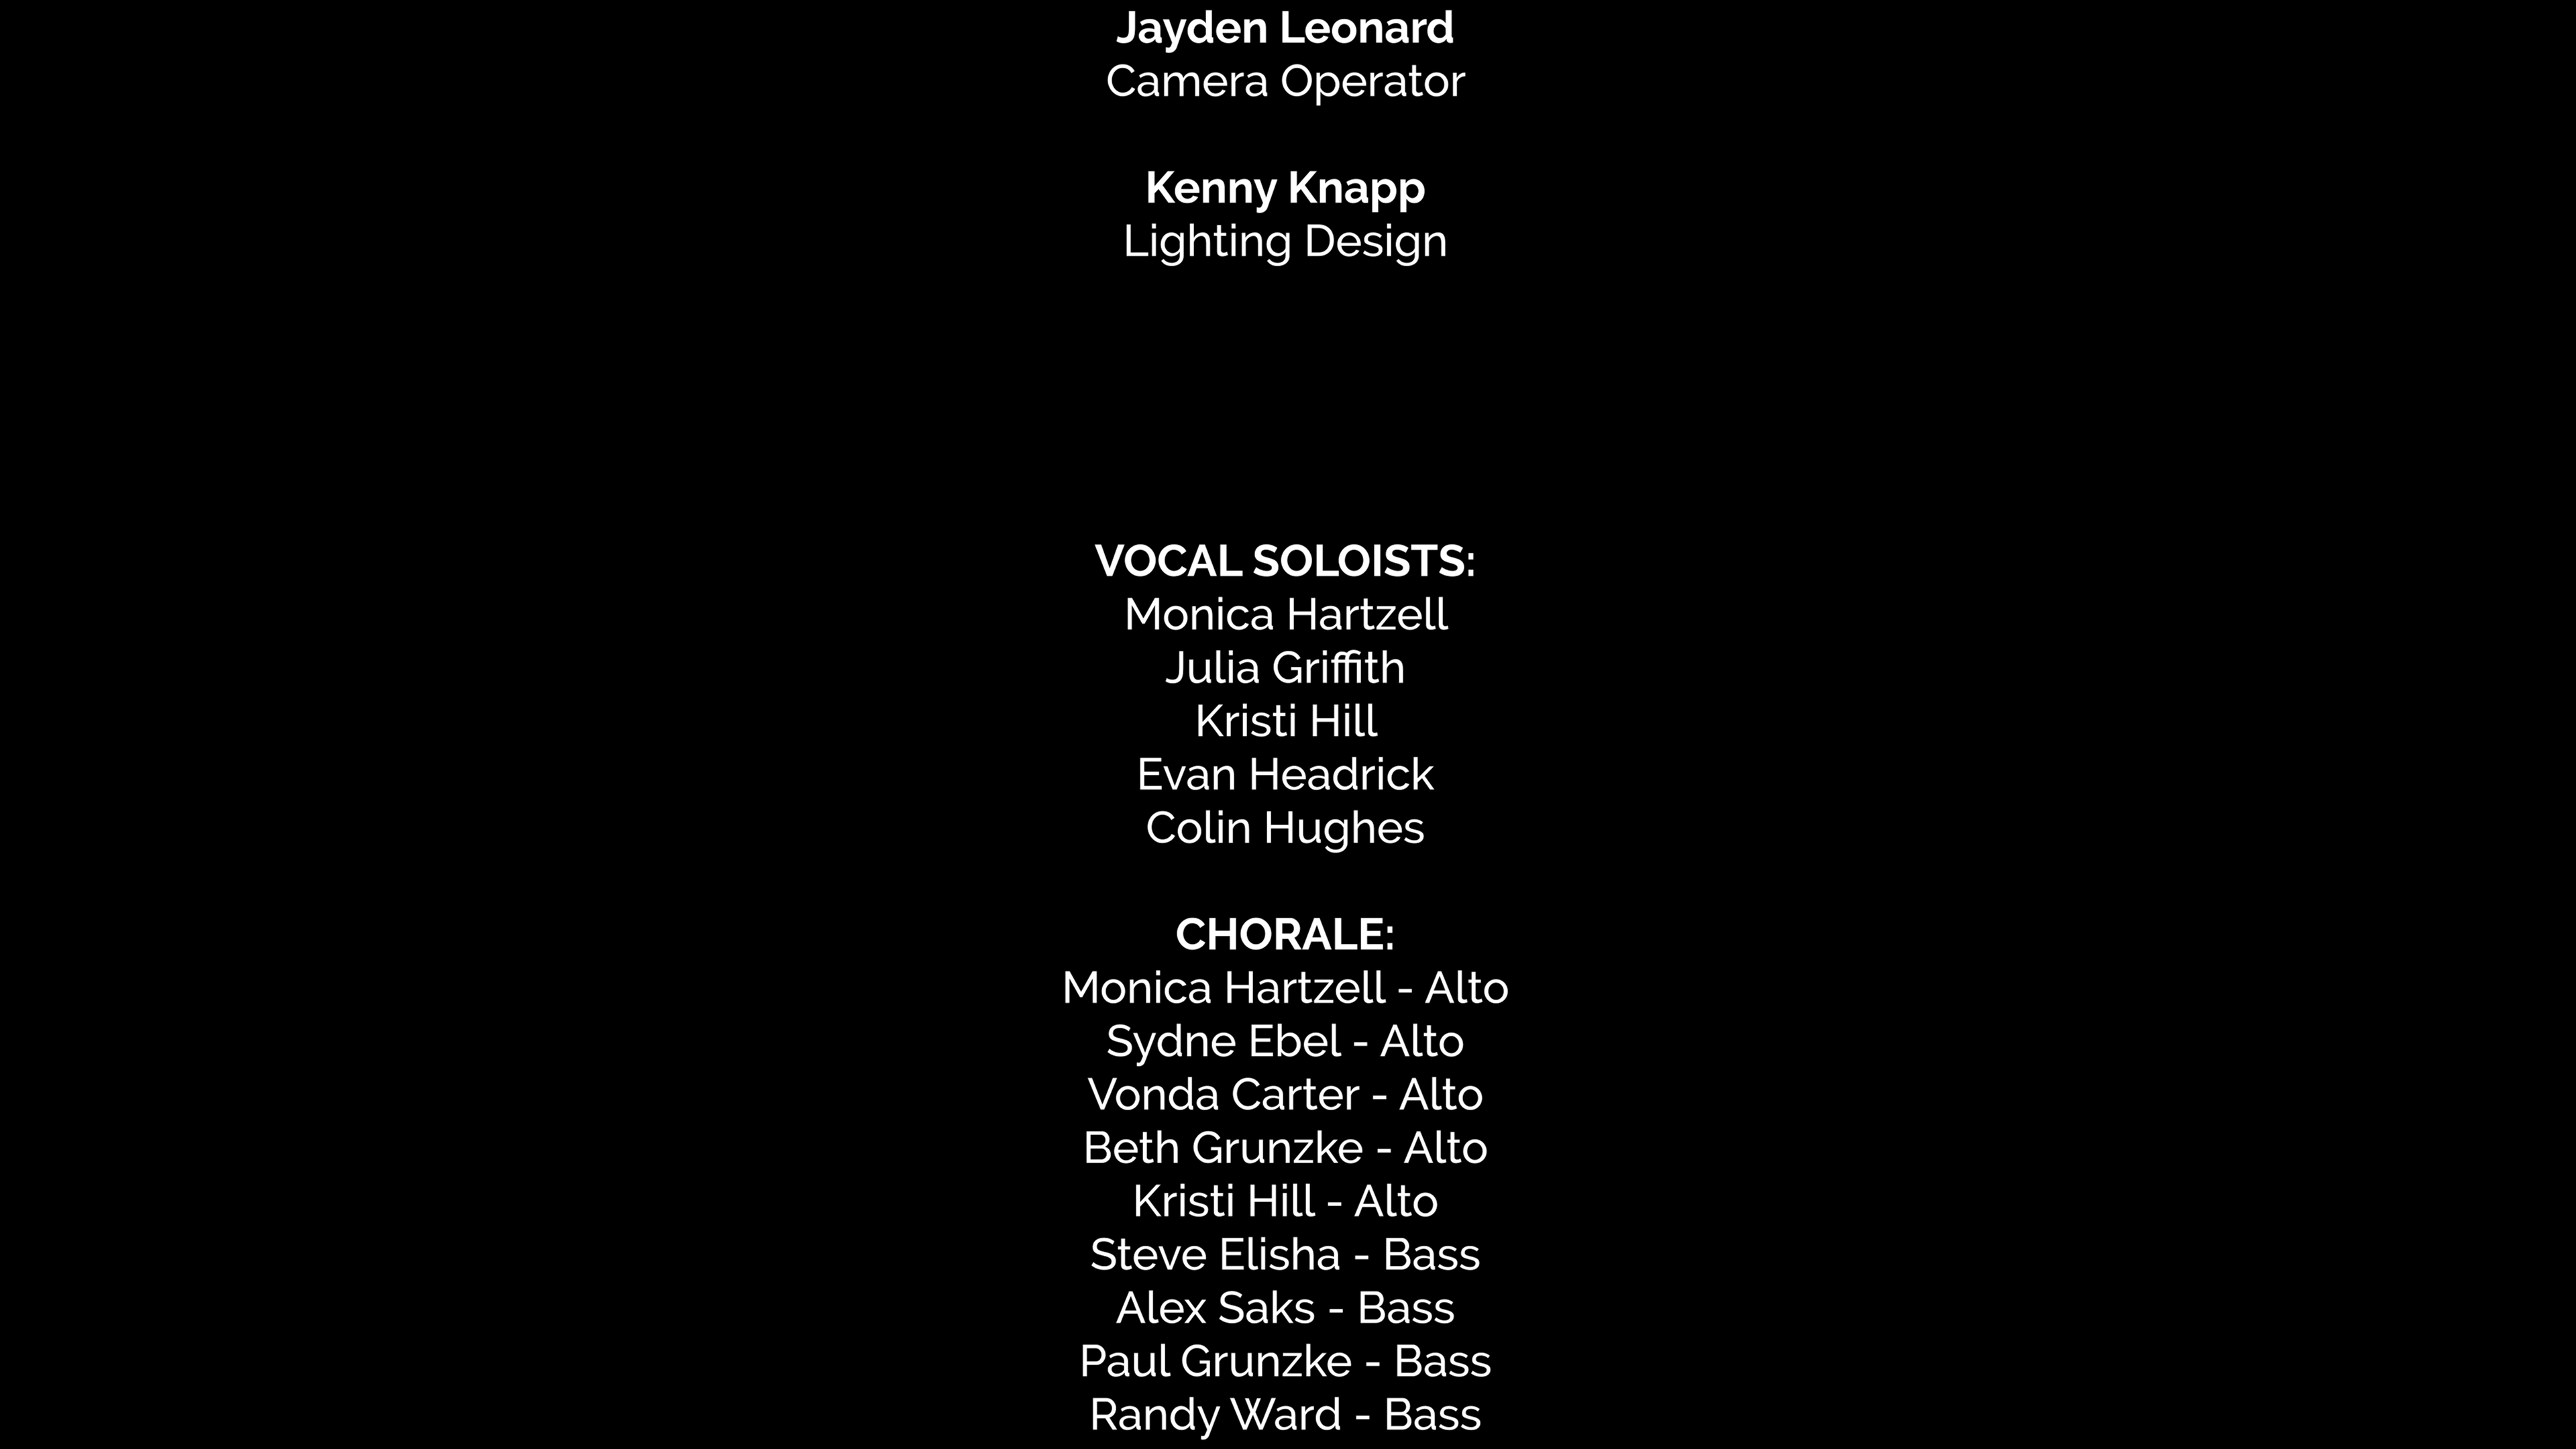 Jayden Leonard
Camera Operator
Kenny Knapp
Lighting Design
VOCAL SOLOISTS:
Monica Hartzell
Julia Griffith
Kristi Hill
Evan Headrick
Colin Hughes
CHORALE:
Monica Hartzell - Alto
Sydne Ebel - Alto
Vonda Carter - Alto
Beth Grunzke - Alto
Kristi Hill - Alto
Steve Elisha - Bass
Alex Saks - Bass
Paul Grunzke - Bass
Randy Ward - Bass